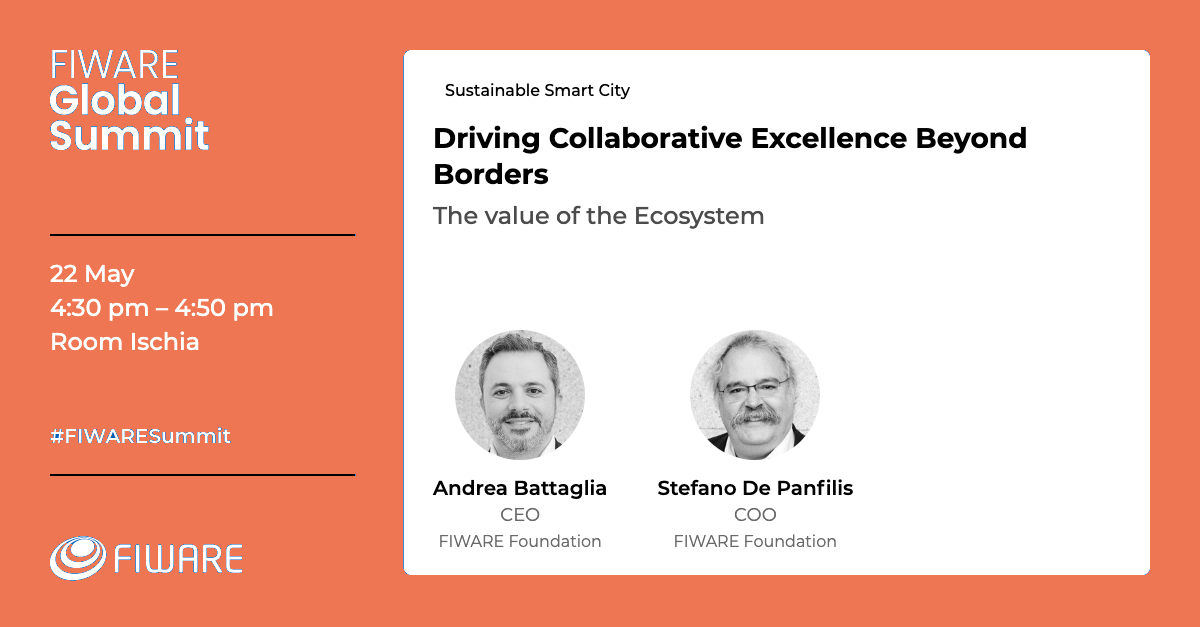 FIWARE
Global
Summit
22 May
4:30 pm – 4:50 pm
Room Ischia
#FIWARESummit
FIWARE
Sustainable Smart City
Driving Collaborative Excellence Beyond
Borders
The value of the Ecosystem
Andrea Battaglia
CEO
FIWARE Foundation
Stefano De Panfilis
COO
FIWARE Foundation